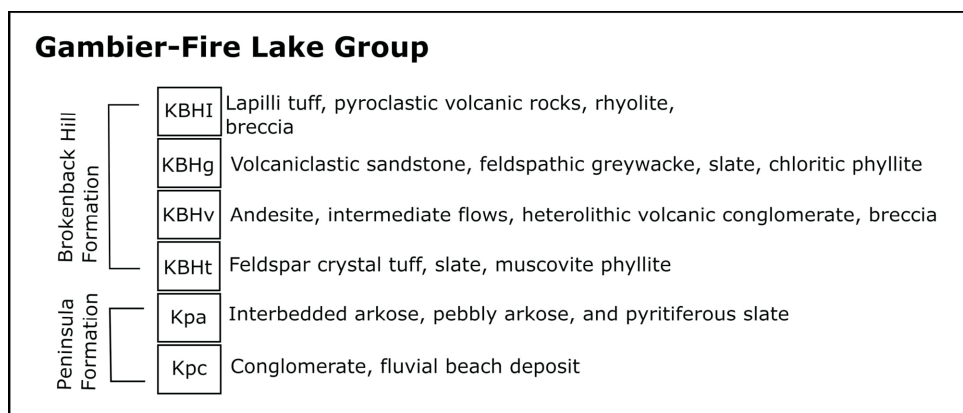 Gambier-Fire Lake Group
Brokenback Hill
Formation
KBHI
Lapilli tuff, pyroclastic volcanic rocks, rhyolite,
breccia
KBHg
Volcaniclastic sandstone, feldspathic greywacke, slate, chloritic phyllite
KBHv
Andesite, intermediate flows, heterolithic volcanic conglomerate, breccia
KBHt
Feldspar crystal tuff, slate, muscovite phyllite
Peninsula
Formation
Kpa
Interbedded arkose, pebbly arkose, and pyritiferous slate
Kpc
Conglomerate, fluvial beach deposit